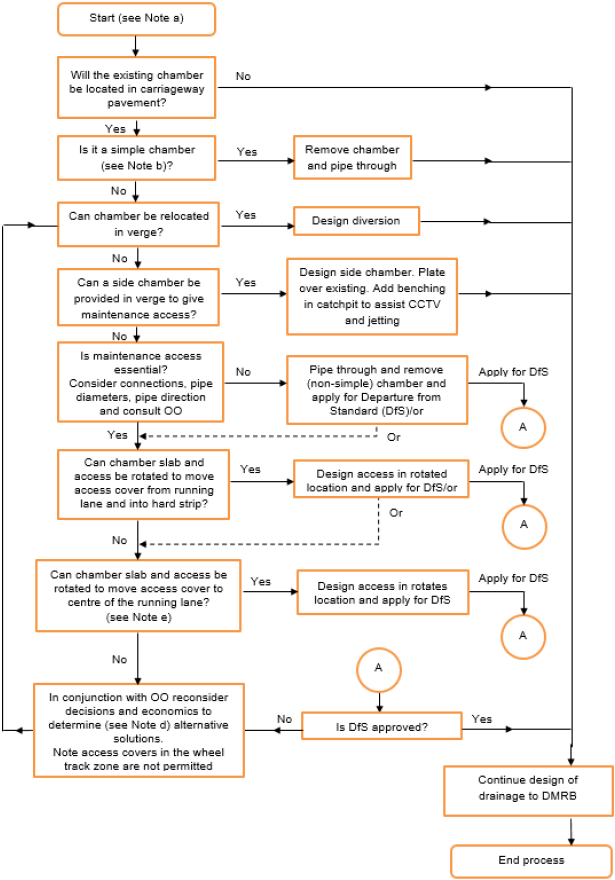 Start (see Note a)
Will the existing chamber
be located in carriageway
pavement?
No
Yes
Is it a simple chamber
(see Note b)?
Yes
Remove chamber
and pipe through
No
Can chamber be relocated
in verge?
Yes
Design diversion
No
Can a side chamber be
provided in verge to give
maintenance access?
Yes
Design side chamber. Plate
over existing. Add benching
in catchpit to assist CCTV
and jetting
No
Is maintenance access
essential?
Consider connections, pipe
diameters, pipe direction
and consult OO
No
Pipe through and remove
(non-simple) chamber and
apply for Departure from
Standard (DfS)/or
Apply for DfS
A
Yes
Or
Can chamber slab and
access be rotated to move
access cover from running
lane and into hard strip?
Yes
Design access in rotated
location and apply for DfS/or
Apply for DfS
A
Or
No
Can chamber slab and access be
rotated to move access cover to
centre of the running lane?
(see Note e)
Yes
Design access in rotates
location and apply for DfS
Apply for DfS
A
No
A
In conjunction with OO reconsider
decisions and economics to
determine (see Note d) alternative
solutions.
Note access covers in the wheel
track zone are not permitted
No
Is DfS approved?
Yes
Continue design of
drainage to DMRB
End process